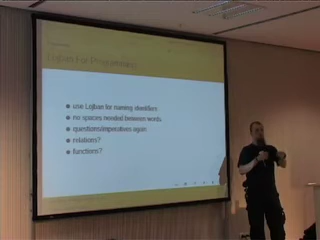 Lojban For Programming
use Lojban for naming identifiers
no spaces needed between words
questions/imperatives again
relations?
functions?